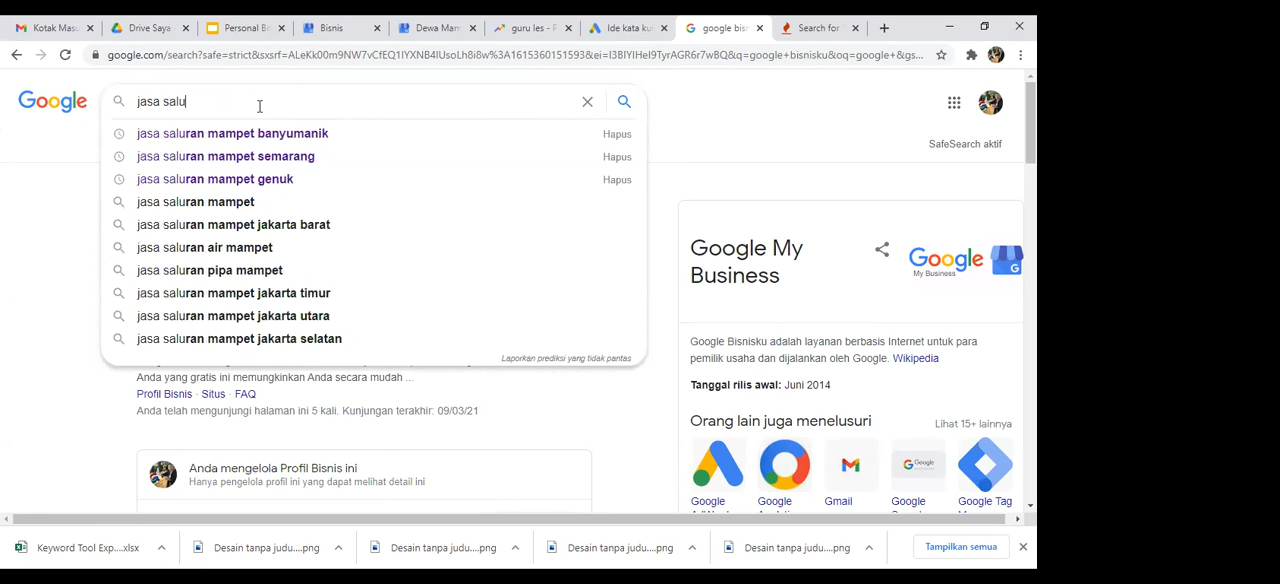 Kotak Masu
Drive Saya
Personal B
Bisnis
Dewa Mam
guru les - P
Ide kata ku
google bisn
Search for
google.com/search?safe=strict&sxsrf=ALeKk00m9NW7vCfEQ1IYXNB4IUsoLh8i8w%3A1615360151593&ei=I3BIYHeI9TyrAGR6r7wBQ&q=google+bisnisku&oq=google+&gs...
Google
jasa salu
jasa saluran mampet banyumanik Hapus
jasa saluran mampet semarang Hapus
jasa saluran mampet genuk Hapus
jasa saluran mampet
jasa saluran mampet jakarta barat
jasa saluran air mampet
jasa saluran pipa mampet
jasa saluran mampet jakarta timur
jasa saluran mampet jakarta utara
jasa saluran mampet jakarta selatan
Laporkan prediksi yang tidak pantas
SafeSearch aktif
Anda yang gratis ini memungkinkan Anda secara mudah ...
Profil Bisnis · Situs · FAQ
Anda telah mengunjungi halaman ini 5 kali. Kunjungan terakhir: 09/03/21
Anda mengelola Profil Bisnis ini
Hanya pengelola profil ini yang dapat melihat detail ini
Google My
Business
Google
My Business
G
Google Bisnisku adalah layanan berbasis Internet untuk para
pemilik usaha dan dijalankan oleh Google. Wikipedia
Tanggal rilis awal: Juni 2014
Orang lain juga menelusuri
Lihat 15+ lainnya
Google
Google
Google
Gmail
Google
Google Tag
Keyword Tool Exp....xlsx
Desain tanpa judu....png
Desain tanpa judu....png
Desain tanpa judu....png
Desain tanpa judu....png
Tampilkan semua